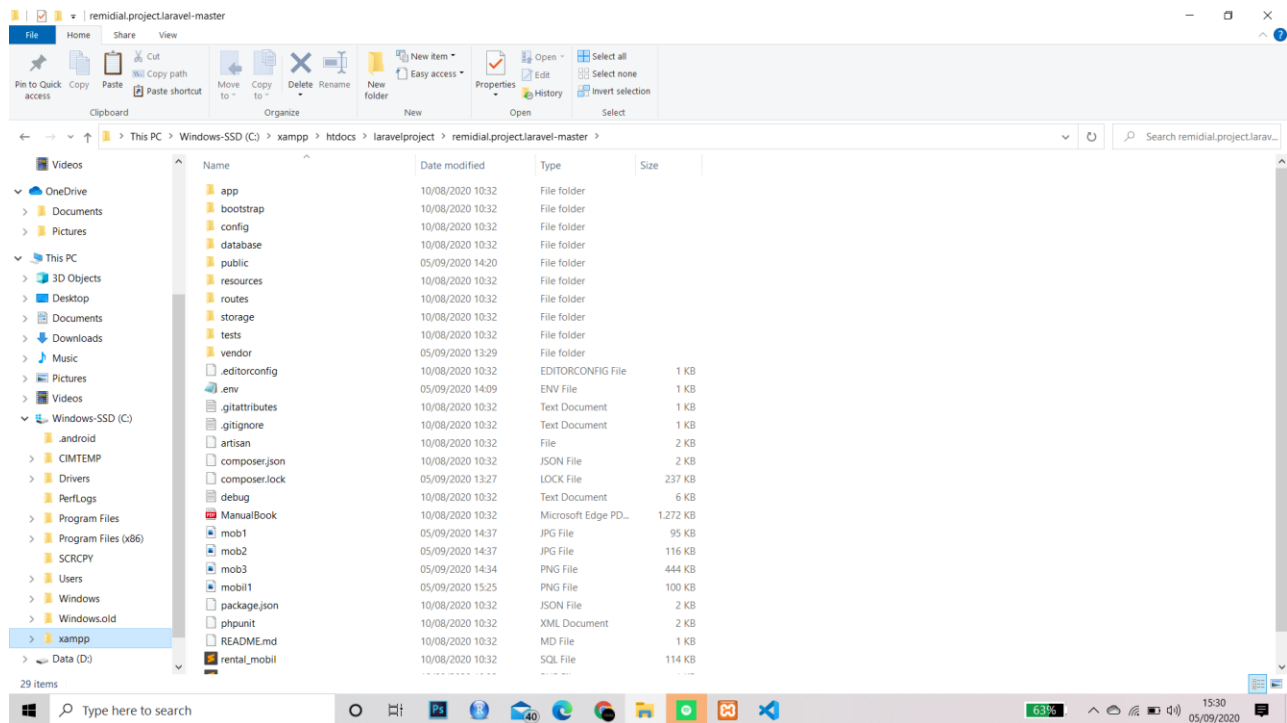 remidial.project.laravel-master
File Home Share View
Pin to Quick access
Copy
Paste
Cut
Copy path
Paste shortcut
Clipboard
Move to
Copy to
Delete
Rename
Organize
New folder
New item
Easy access
New
Properties
Open
Edit
History
Open
Select all
Select none
Invert selection
Select
This PC > Windows-SSD (C:) > xampp > htdocs > laravelproject > remidial.project.laravel-master >
Search remidial.project.larav...
Videos
OneDrive
Documents
Pictures
This PC
3D Objects
Desktop
Documents
Downloads
Music
Pictures
Videos
Windows-SSD (C:)
.android
CIMTEMP
Drivers
PerfLogs
Program Files
Program Files (x86)
SCRCPY
Users
Windows
Windows.old
xampp
Data (D:)
Name Date modified Type Size
app 10/08/2020 10:32 File folder
bootstrap 10/08/2020 10:32 File folder
config 10/08/2020 10:32 File folder
database 10/08/2020 10:32 File folder
public 05/09/2020 14:20 File folder
resources 10/08/2020 10:32 File folder
routes 10/08/2020 10:32 File folder
storage 10/08/2020 10:32 File folder
tests 10/08/2020 10:32 File folder
vendor 05/09/2020 13:29 File folder
.editorconfig 10/08/2020 10:32 EDITORCONFIG File 1 KB
.env 05/09/2020 14:09 ENV File 1 KB
.gitattributes 10/08/2020 10:32 Text Document 1 KB
.gitignore 10/08/2020 10:32 Text Document 1 KB
artisan 10/08/2020 10:32 File 2 KB
composer.json 10/08/2020 10:32 JSON File 2 KB
composer.lock 05/09/2020 13:27 LOCK File 237 KB
debug 10/08/2020 10:32 Text Document 6 KB
ManualBook 10/08/2020 10:32 Microsoft Edge PD... 1.272 KB
mob1 05/09/2020 14:37 JPG File 95 KB
mob2 05/09/2020 14:37 JPG File 116 KB
mob3 05/09/2020 14:34 PNG File 444 KB
mobil1 05/09/2020 15:25 PNG File 100 KB
package.json 10/08/2020 10:32 JSON File 2 KB
phpunit 10/08/2020 10:32 XML Document 2 KB
README.md 10/08/2020 10:32 MD File 1 KB
rental_mobil 10/08/2020 10:32 SQL File 114 KB
29 items
Type here to search
Ps
40
63%
15:30
05/09/2020